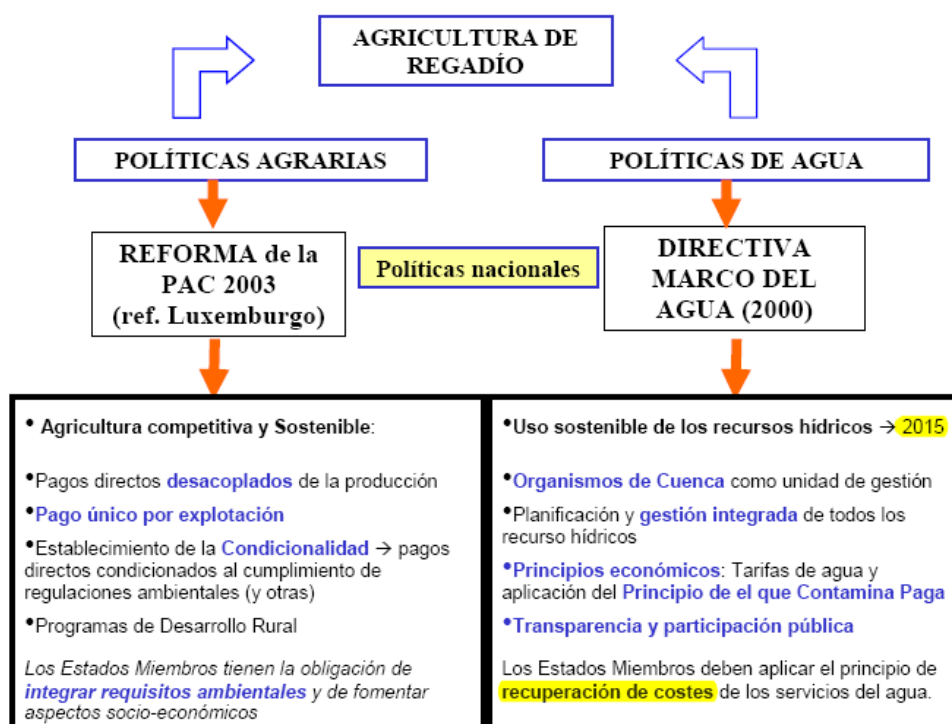 AGRICULTURA DE
REGADÍO
POLÍTICAS AGRARIAS
POLÍTICAS DE AGUA
REFORMA de la
PAC 2003
(ref. Luxemburgo)
Políticas nacionales
DIRECTIVA
MARCO DEL
AGUA (2000)
• Agricultura competitiva y Sostenible:
•Pagos directos desacoplados de la producción
•Pago único por explotación
•Establecimiento de la Condicionalidad → pagos
directos condicionados al cumplimiento de
regulaciones ambientales (y otras)
•Programas de Desarrollo Rural
Los Estados Miembros tienen la obligación de
integrar requisitos ambientales y de fomentar
aspectos socio-económicos
•Uso sostenible de los recursos hídricos → 2015
•Organismos de Cuenca como unidad de gestión
•Planificación y gestión integrada de todos los
recurso hídricos
•Principios económicos: Tarifas de agua y
aplicación del Principio de el que Contamina Paga
•Transparencia y participación pública
Los Estados Miembros deben aplicar el principio de
recuperación de costes de los servicios del agua.